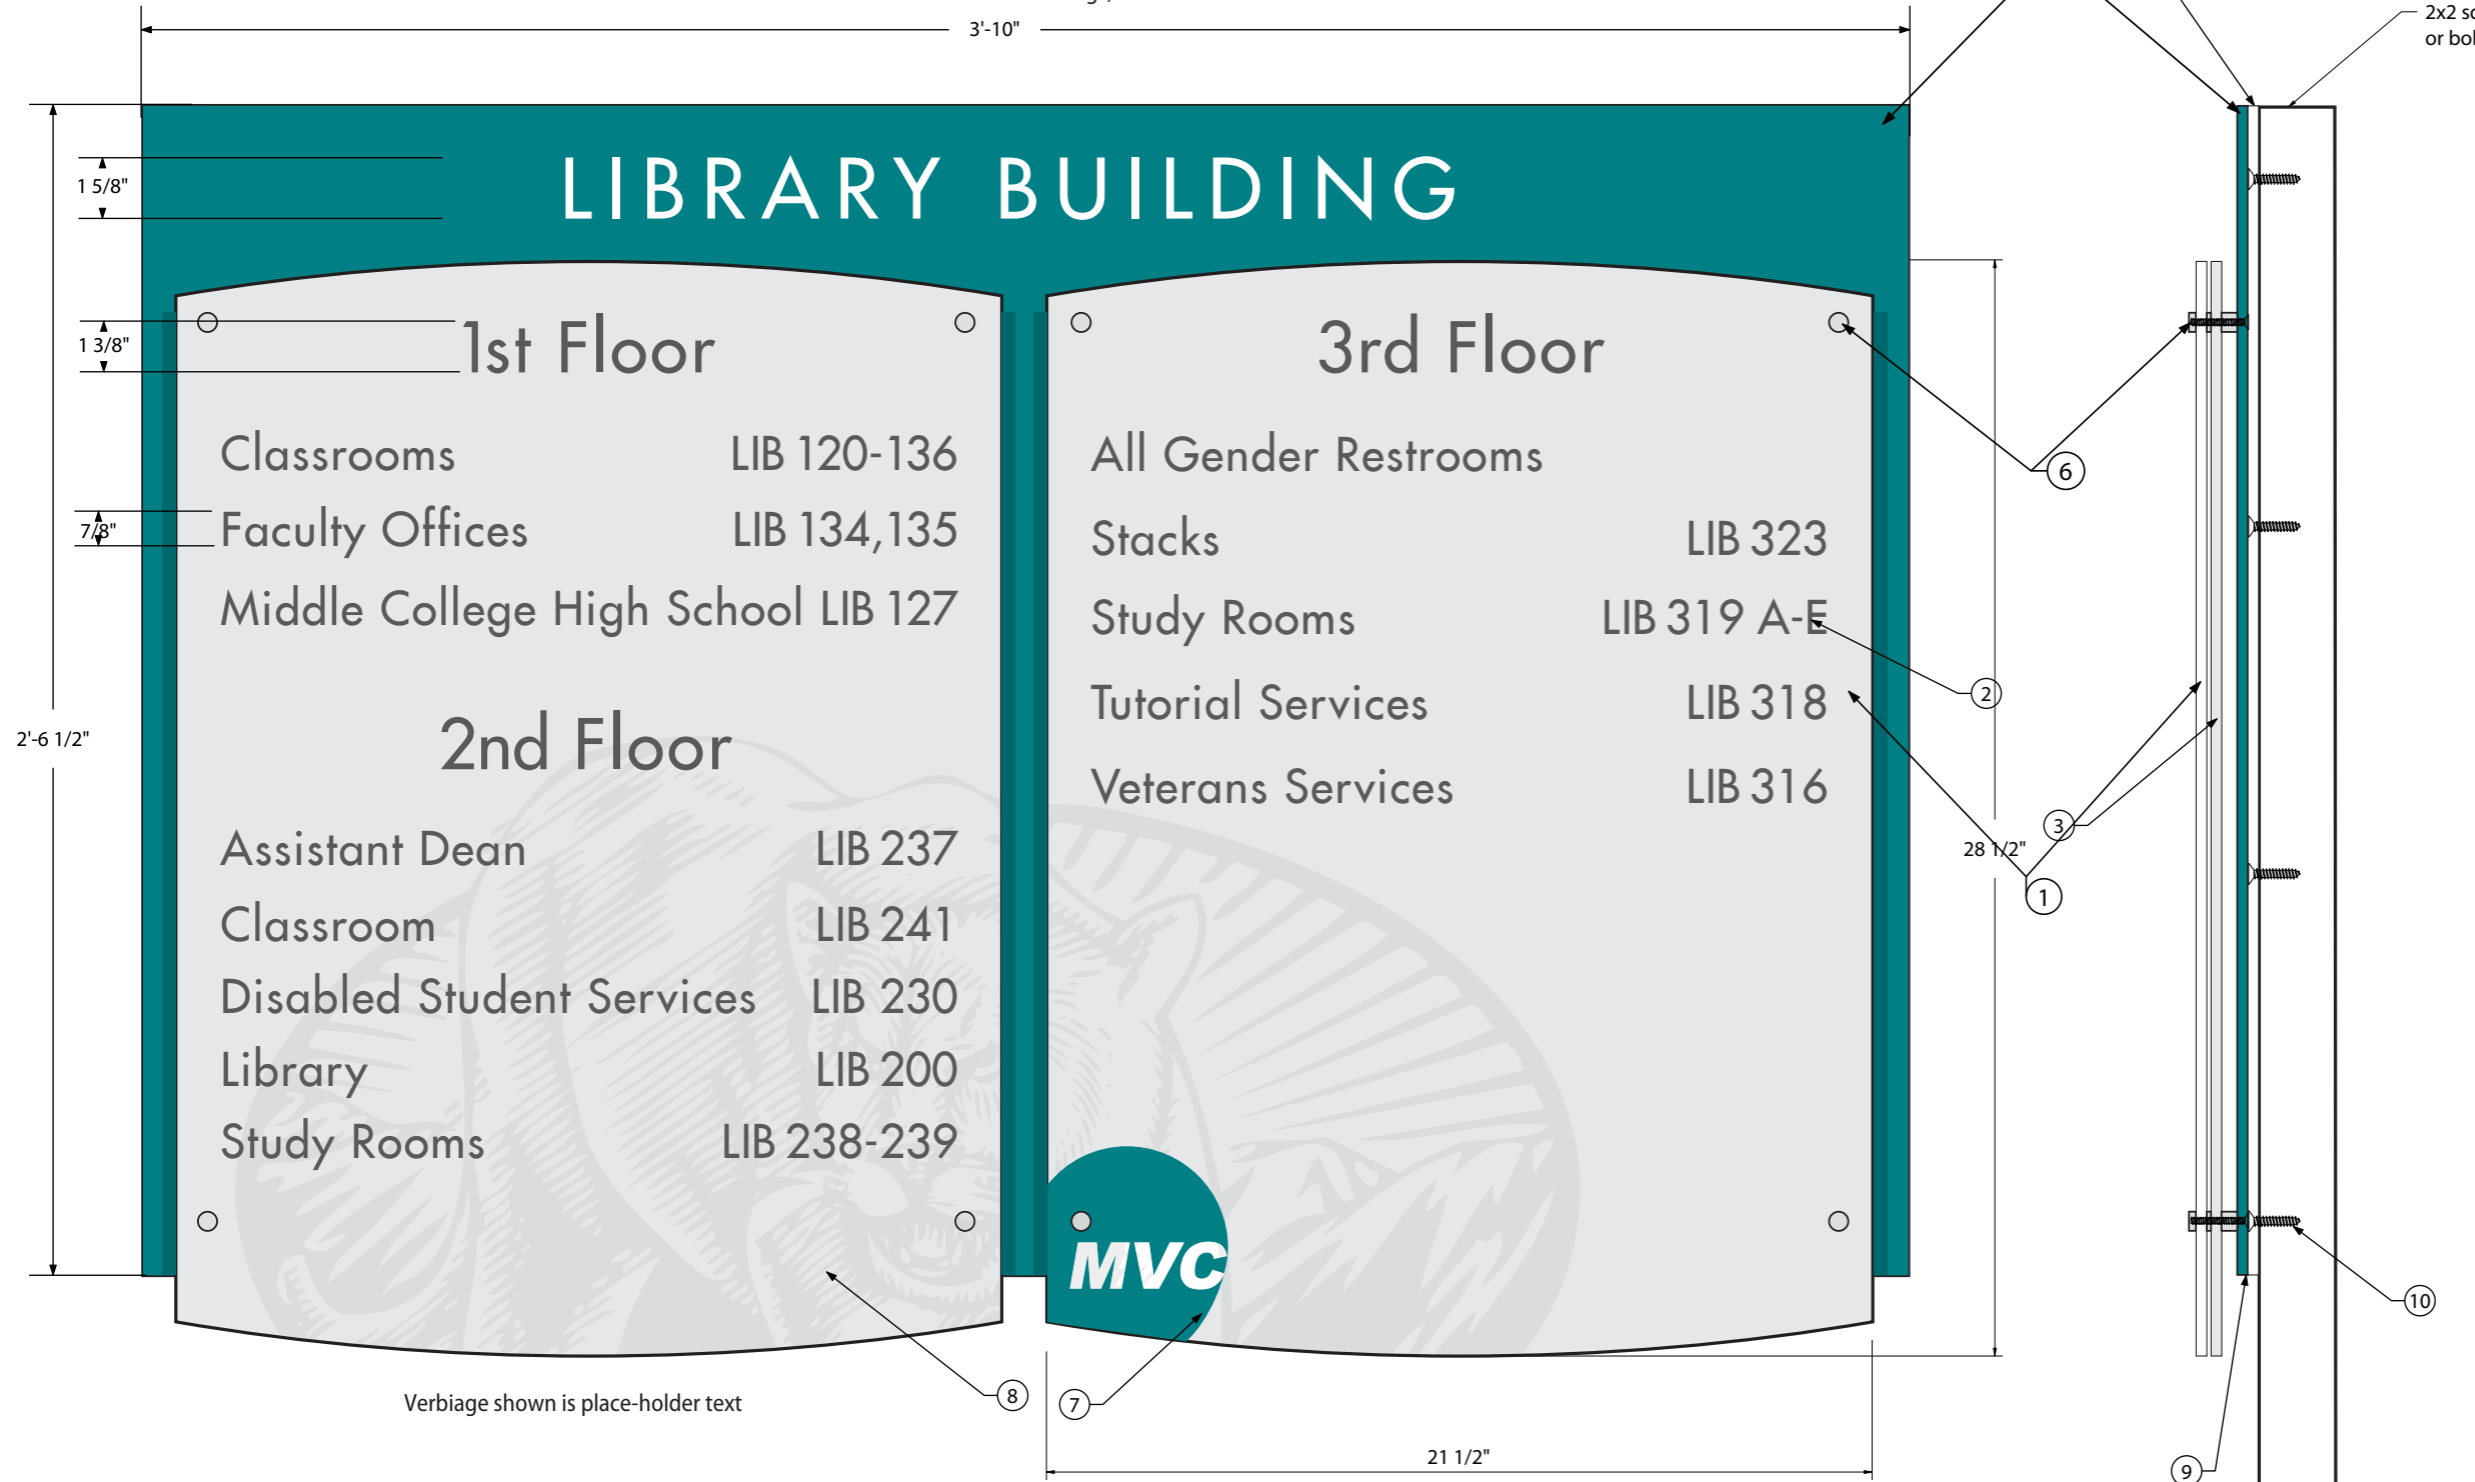 3'-10"
2x2
LIBRARY BUILDING
1 5/8"
1st Floor
1 3/8"
Classrooms LIB 120-136
Faculty Offices LIB 134,135
7/8"
Middle College High School LIB 127
2nd Floor
2'-6 1/2"
Assistant Dean LIB 237
Classroom LIB 241
Disabled Student Services LIB 230
Library LIB 200
Study Rooms LIB 238-239
3rd Floor
All Gender Restrooms
Stacks LIB 323
Study Rooms LIB 319 A-E
Tutorial Services LIB 318
Veterans Services LIB 316
MVC
6
2
3
28 1/2"
1
10
8
7
9
Verbiage shown is place-holder text
21 1/2"
or